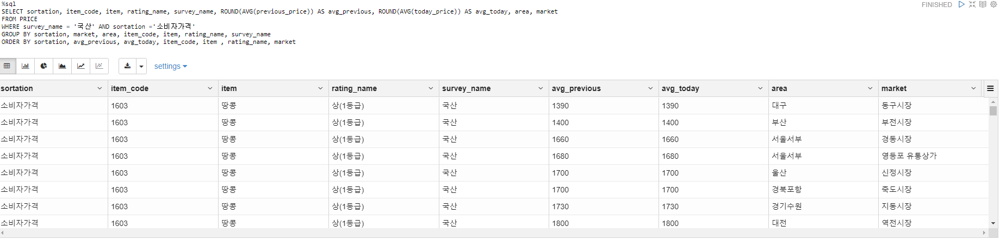 %sql
FINISHED
SELECT sortation, item_code, item, rating_name, survey_name, ROUND(AVG(previous_price)) AS avg_previous, ROUND(AVG(today_price)) AS avg_today, area, market
FROM PRICE
WHERE survey_name = '국산' AND sortation ='소비자가격'
GROUP BY sortation, market, area, item_code, item, rating_name, survey_name
ORDER BY sortation, avg_previous, avg_today, item_code, item , rating_name, market
settings
sortation item_code item rating_name survey_name avg_previous avg_today area market
소비자가격 1603 땅콩 상(1등급) 국산 1390 1390 대구 동구시장
소비자가격 1603 땅콩 상(1등급) 국산 1400 1400 부산 부전시장
소비자가격 1603 땅콩 상(1등급) 국산 1660 1660 서울서부 경동시장
소비자가격 1603 땅콩 상(1등급) 국산 1680 1680 서울서부 영등포 유통상가
소비자가격 1603 땅콩 상(1등급) 국산 1700 1700 울산 신정시장
소비자가격 1603 땅콩 상(1등급) 국산 1700 1700 경북포항 죽도시장
소비자가격 1603 땅콩 상(1등급) 국산 1730 1730 경기수원 지동시장
소비자가격 1603 땅콩 상(1등급) 국산 1800 1800 대전 역전시장